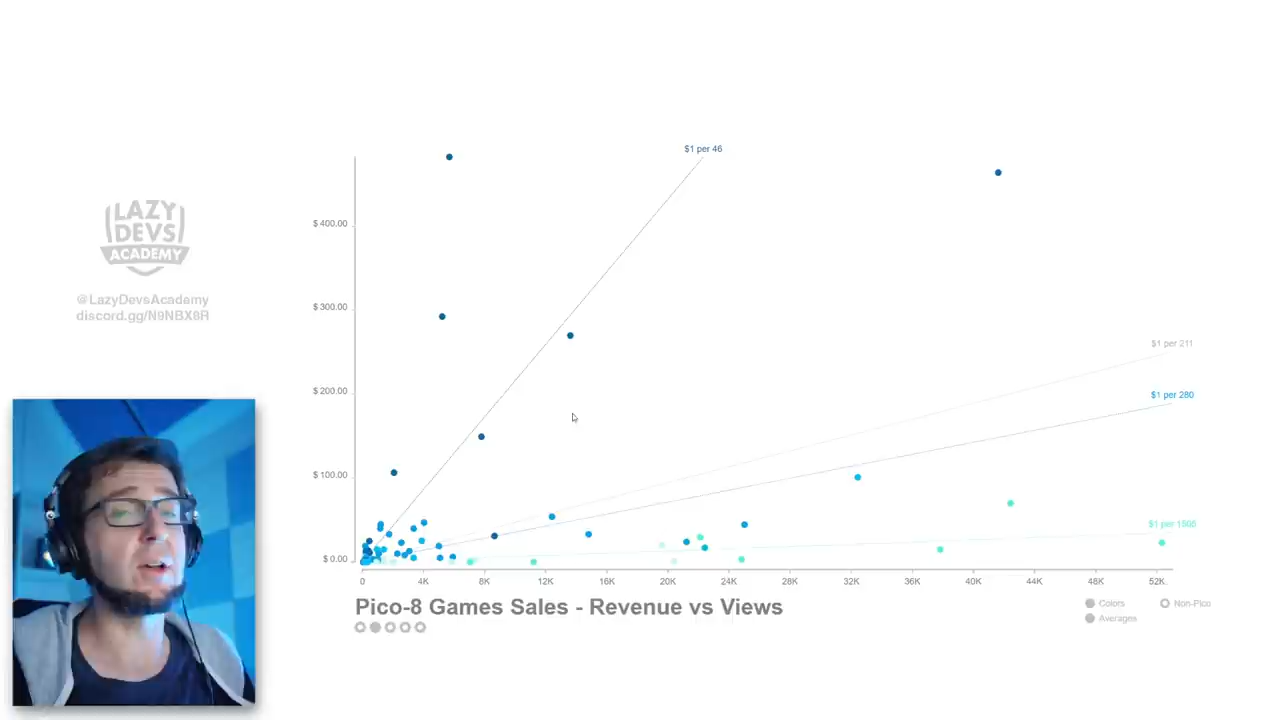 LAZY
DEVS
ACADEMY
@LazyDevsAcademy
discord.gg/N9NBX8R
$1 per 46
$1 per 211
$1 per 280
$1 per 1506
$ 400.00
$ 300.00
$ 200.00
$ 100.00
$ 0.00
0 4K 8K 12K 16K 20K 24K 28K 32K 36K 40K 44K 48K 52K
Pico-8 Games Sales - Revenue vs Views
Colors Non-Pico
Averages